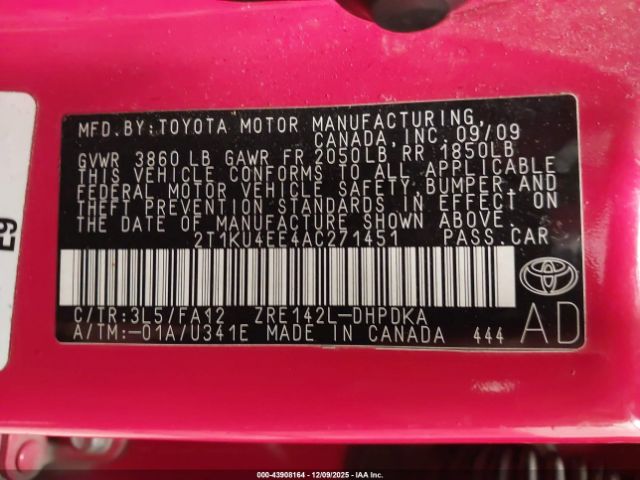 MFD.BY:TOYOTA MOTOR MANUFACTURING,
CANADA,INC. 09/09
GVWR 3860 LB GAWR FR 2050LB RR 1850LB
THIS VEHICLE CONFORMS TO ALL APPLICABLE
FEDERAL MOTOR VEHICLE SAFETY,BUMPER,AND
THEFT PREVENTION STANDARDS IN EFFECT ON
THE DATE OF MANUFACTURE SHOWN ABOVE.
2T1KU4EE4AC271451 PASS.CAR
C/TR:3L5/FA12 ZRE142L-DHPDKA
A/TM:-01A/U341E MADE IN CANADA 444
AD
E9
000-43908164 | 12/09/2025 | IAA Inc.